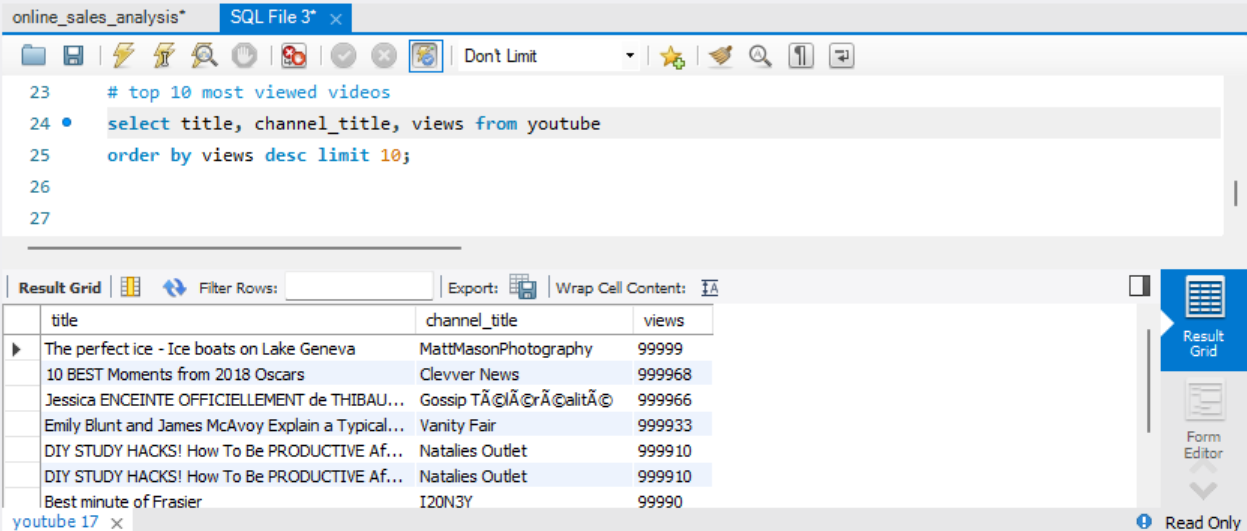 online_sales_analysis*
SQL File 3*
Don't Limit
23 # top 10 most viewed videos
24 select title, channel_title, views from youtube
25 order by views desc limit 10;
26
27
Result Grid Filter Rows: Export: Wrap Cell Content:
title channel_title views
The perfect ice - Ice boats on Lake Geneva MattMasonPhotography 99999
10 BEST Moments from 2018 Oscars Clevver News 999968
Jessica ENCEINTE OFFICIELLEMENT de THIBAU... Gossip TÃ©lÃ©rÃ©alitÃ© 999966
Emily Blunt and James McAvoy Explain a Typical... Vanity Fair 999933
DIY STUDY HACKS! How To Be PRODUCTIVE Af... Natalies Outlet 999910
DIY STUDY HACKS! How To Be PRODUCTIVE Af... Natalies Outlet 999910
Best minute of Frasier I20N3Y 99990
Result
Grid
Form
Editor
youtube 17
Read Only